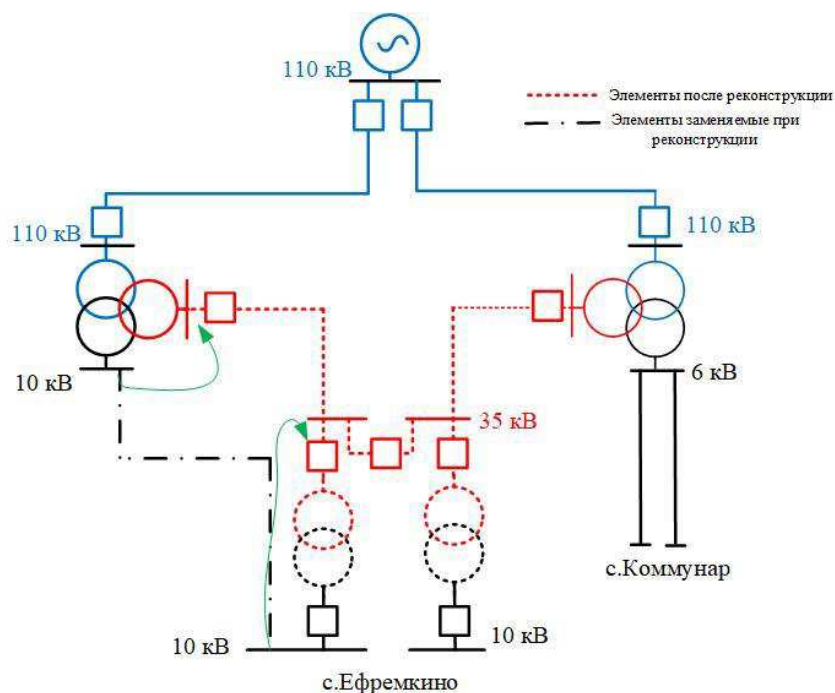 110 кВ
Элементы после реконструкции
Элементы заменяемые при
реконструкции
110 кВ
110 кВ
10 кВ
6 кВ
35 кВ
с.Коммунар
10 кВ
10 кВ
с.Ефремкино